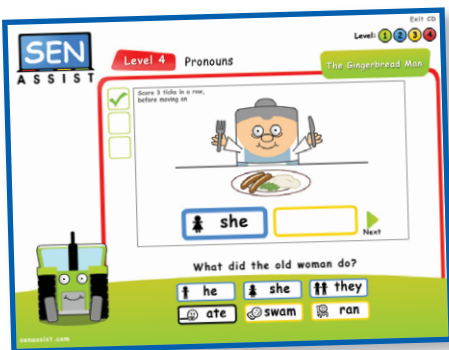 Exit CD
Level: 1 2 3 4
SEN
ASSIST
Level 4 Pronouns
The Gingerbread Man
Score 3 ticks in a row,
before moving on
she
Next
What did the old woman do?
he she they
ate swam ran
senassist.com